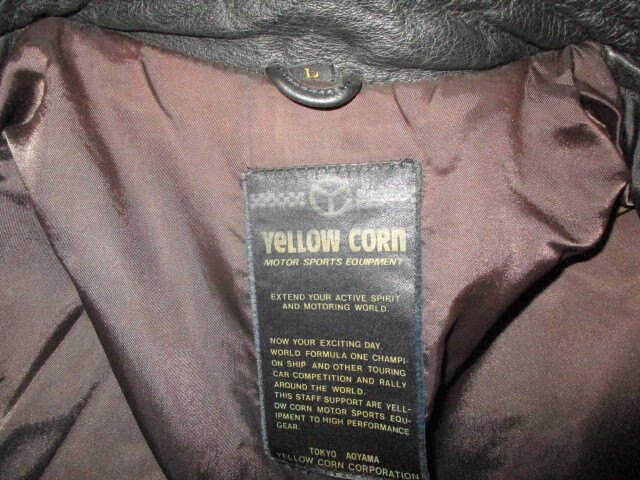 L
YELLOW CORN
MOTOR SPORTS EQUIPMENT
EXTEND YOUR ACTIVE SPIRIT
AND MOTORING WORLD.
NOW YOUR EXCITING DAY,
WORLD FORMULA ONE CHAMPI-
ON SHIP AND OTHER TOURING
CAR COMPETITION AND RALLY
AROUND THE WORLD.
THIS STAFF SUPPORT ARE YELL-
OW CORN MOTOR SPORTS EQU-
IPMENT TO HIGH PERFORMANCE
GEAR.
TOKYO AOYAMA
YELLOW CORN CORPORATION